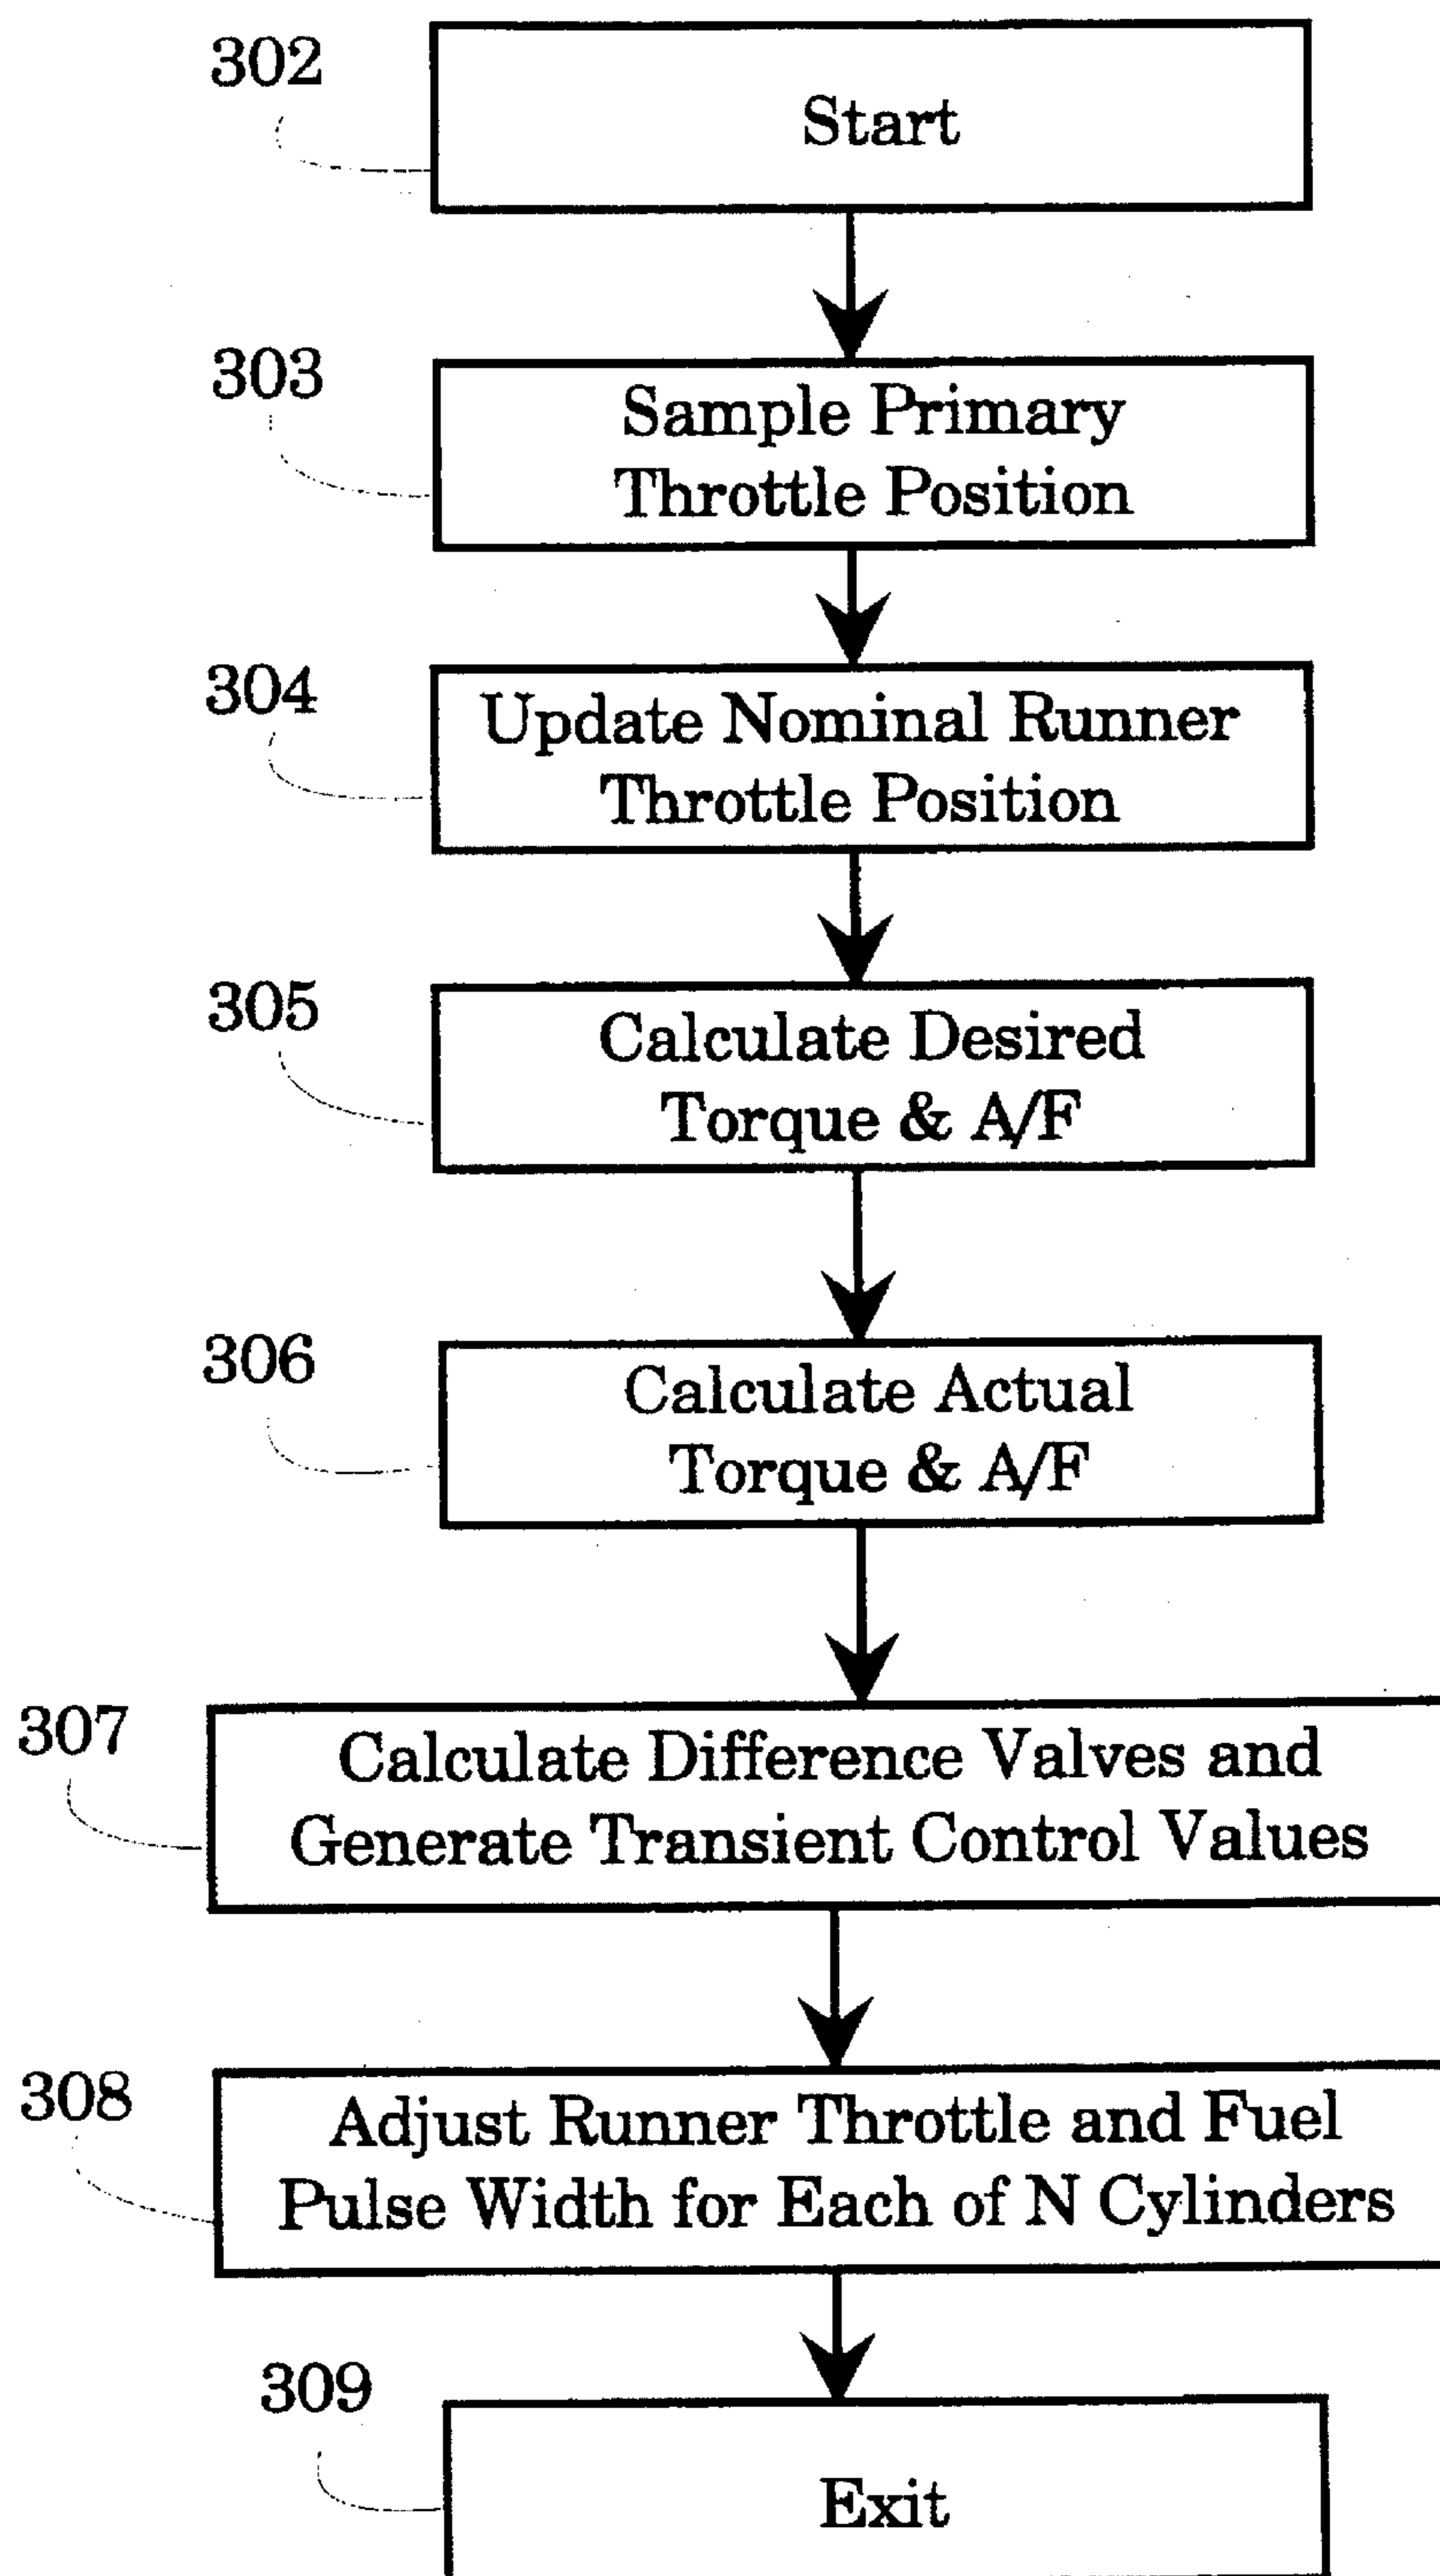 302
Start
303
Sample Primary
Throttle Position
304
Update Nominal Runner
Throttle Position
305
Calculate Desired
Torque & A/F
306
Calculate Actual
Torque & A/F
307
Calculate Difference Valves and
Generate Transient Control Values
308
Adjust Runner Throttle and Fuel
Pulse Width for Each of N Cylinders
309
Exit